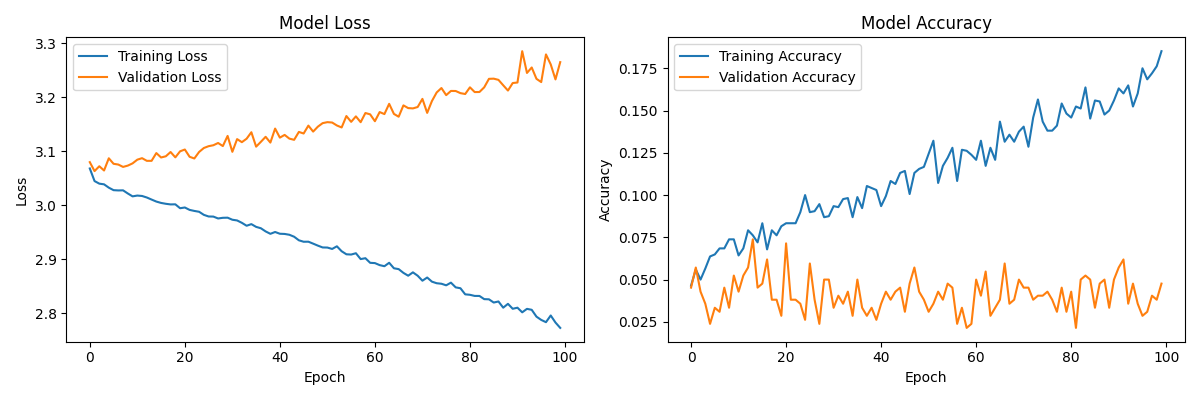 Model Loss
3.3
3.2
3.1
3.0
2.9
2.8
Loss
Training Loss
Validation Loss
0 20 40 60 80 100
Epoch
Model Accuracy
0.175
0.150
0.125
0.100
0.075
0.050
0.025
Accuracy
Training Accuracy
Validation Accuracy
0 20 40 60 80 100
Epoch